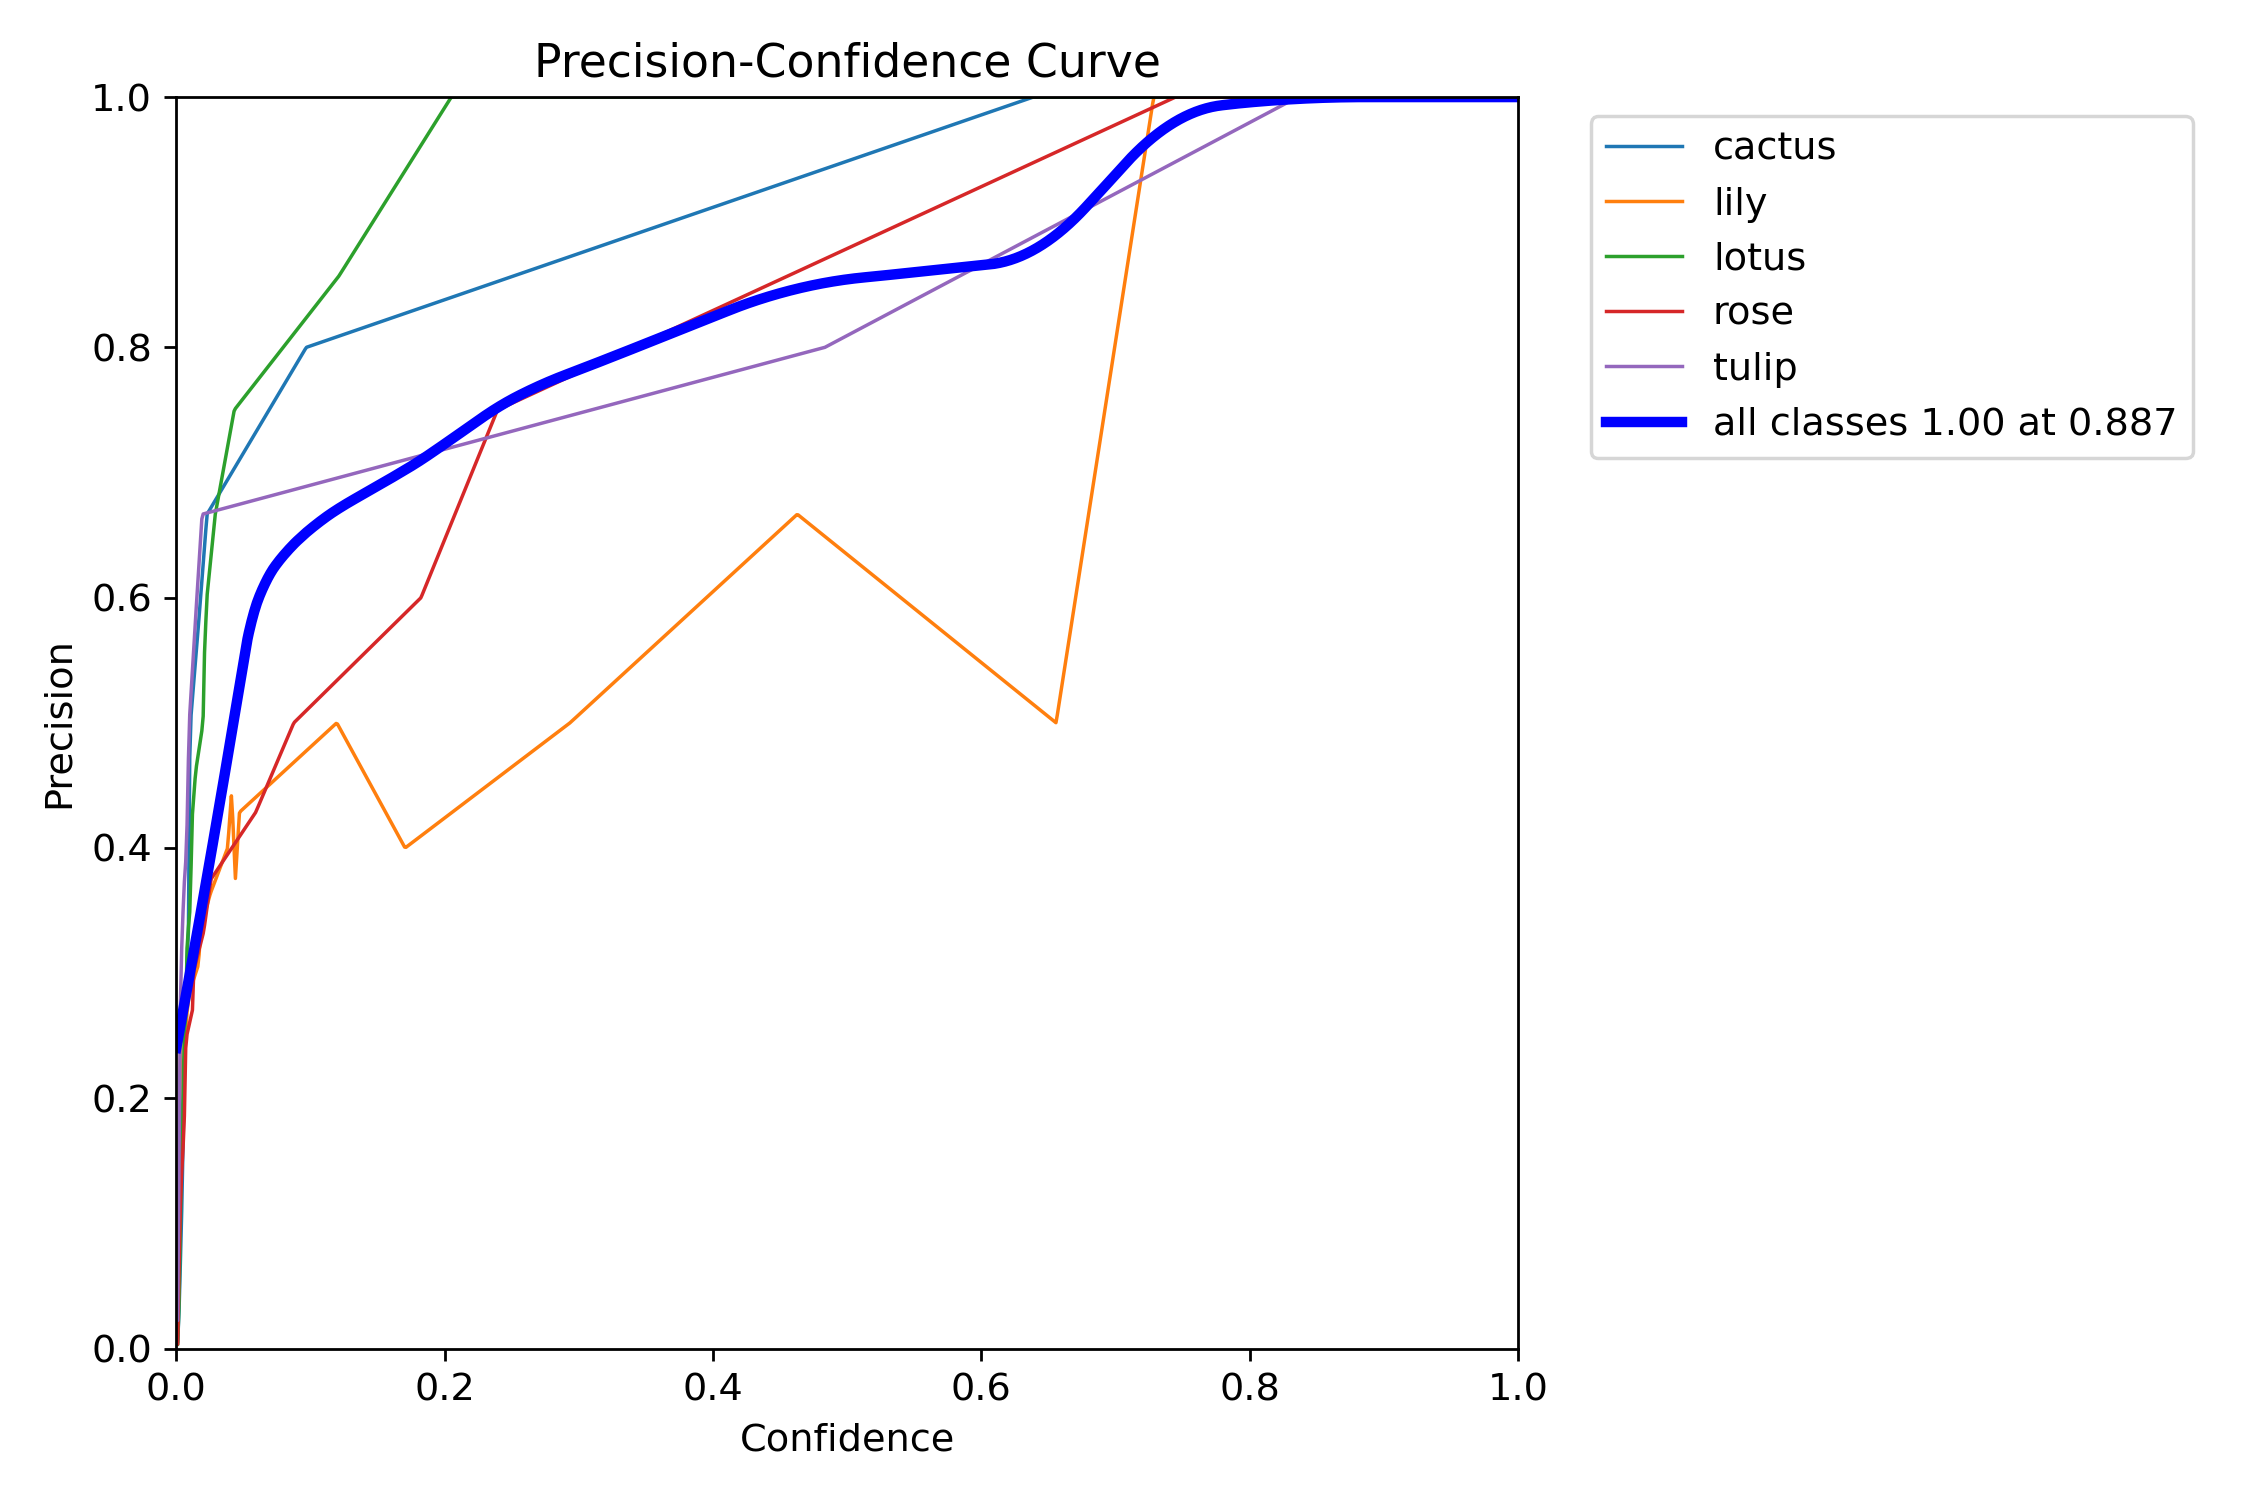 Precision-Confidence Curve
1.0
0.8
0.6
0.4
0.2
0.0
Precision
0.0 0.2 0.4 0.6 0.8 1.0
Confidence
cactus
lily
lotus
rose
tulip
all classes 1.00 at 0.887